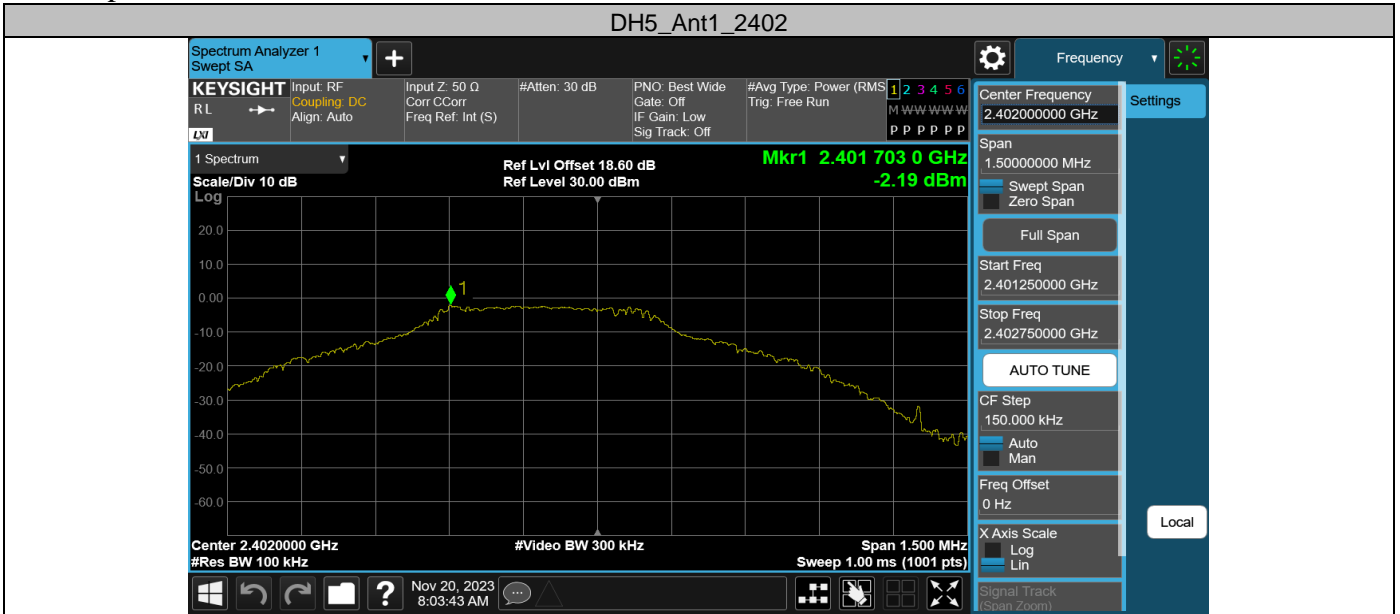 DH5_Ant1_2402
Spectrum Analyzer 1
Swept SA
+
Frequency
KEYSIGHT
R L
LXI
Input: RF
Coupling: DC
Align: Auto
Input Z: 50 Ω
Corr CCorr
Freq Ref: Int (S)
#Atten: 30 dB
PNO: Best Wide
Gate: Off
IF Gain: Low
Sig Track: Off
#Avg Type: Power (RMS
Trig: Free Run
1 2 3 4 5 6
M W W W W W
P P P P P P
1 Spectrum
Scale/Div 10 dB
Log
Ref Lvl Offset 18.60 dB
Ref Level 30.00 dBm
Mkr1 2.401 703 0 GHz
-2.19 dBm
1
20.0
10.0
0.00
-10.0
-20.0
-30.0
-40.0
-50.0
-60.0
Center 2.4020000 GHz
#Res BW 100 kHz
#Video BW 300 kHz
Span 1.500 MHz
Sweep 1.00 ms (1001 pts)
Center Frequency
2.402000000 GHz
Settings
Span
1.50000000 MHz
Swept Span
Zero Span
Full Span
Start Freq
2.401250000 GHz
Stop Freq
2.402750000 GHz
AUTO TUNE
CF Step
150.000 kHz
Auto
Man
Freq Offset
0 Hz
X Axis Scale
Log
Lin
Signal Track
(Span Zoom)
Local
?
Nov 20, 2023
8:03:43 AM